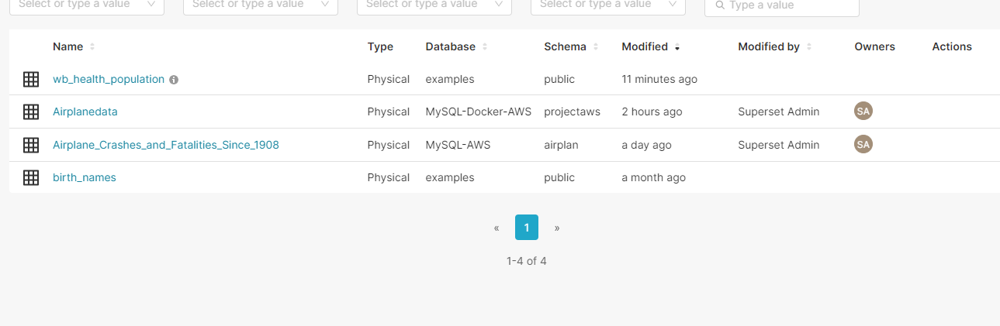 Select or type a value Select or type a value Select or type a value Select or type a value Type a value
Name Type Database Schema Modified Modified by Owners Actions
wb_health_population Physical examples public 11 minutes ago
Airplanedata Physical MySQL-Docker-AWS projectaws 2 hours ago Superset Admin SA
Airplane_Crashes_and_Fatalities_Since_1908 Physical MySQL-AWS airplan a day ago Superset Admin SA
birth_names Physical examples public a month ago
« 1 »
1-4 of 4